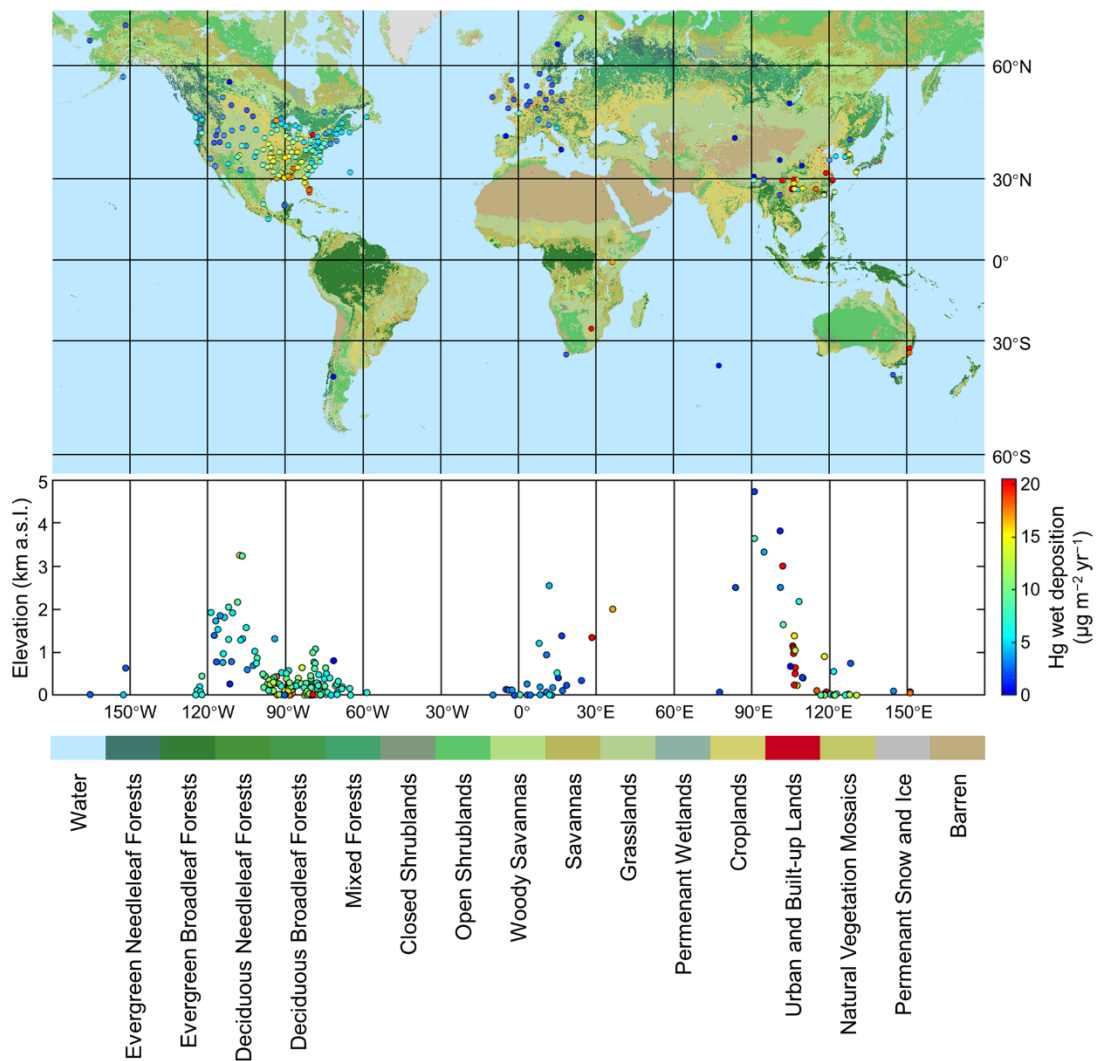 60°N
30°N
0°
30°S
60°S
Elevation (km a.s.l.)
5
4
3
2
1
0
150°W
120°W
90°W
60°W
30°W
0
30°E
60°E
90°E
120°E
150°E
20
15
10
5
0
Hg wet deposition
(μg m⁻² yr⁻¹)
Water
Evergreen Needleleaf Forests
Evergreen Broadleaf Forests
Deciduous Needleleaf Forests
Deciduous Broadleaf Forests
Mixed Forests
Closed Shrublands
Open Shrublands
Woody Savannas
Savannas
Grasslands
Permenant Wetlands
Croplands
Urban and Built-up Lands
Natural Vegetation Mosaics
Permenant Snow and Ice
Barren